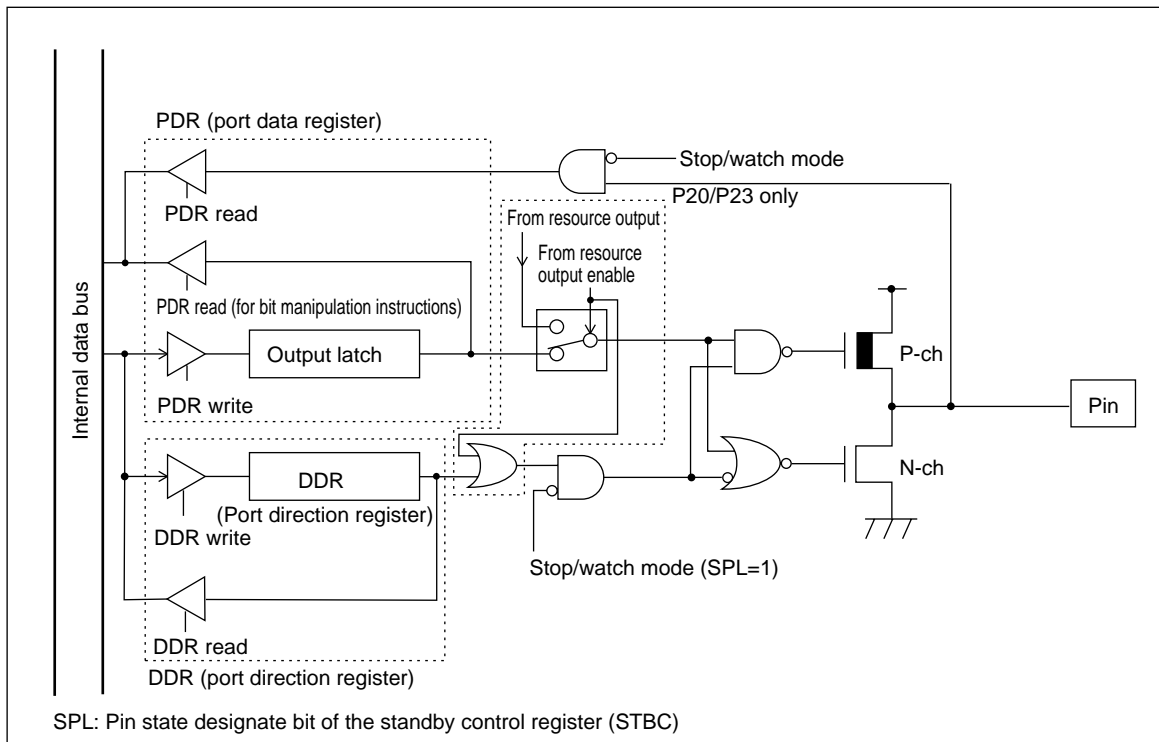 PDR (port data register)
Stop/watch mode
P20/P23 only
PDR read
From resource output
From resource
output enable
PDR read (for bit manipulation instructions)
Internal data bus
Output latch
P-ch
PDR write
Pin
DDR
N-ch
(Port direction register)
DDR write
Stop/watch mode (SPL=1)
DDR read
DDR (port direction register)
SPL: Pin state designate bit of the standby control register (STBC)